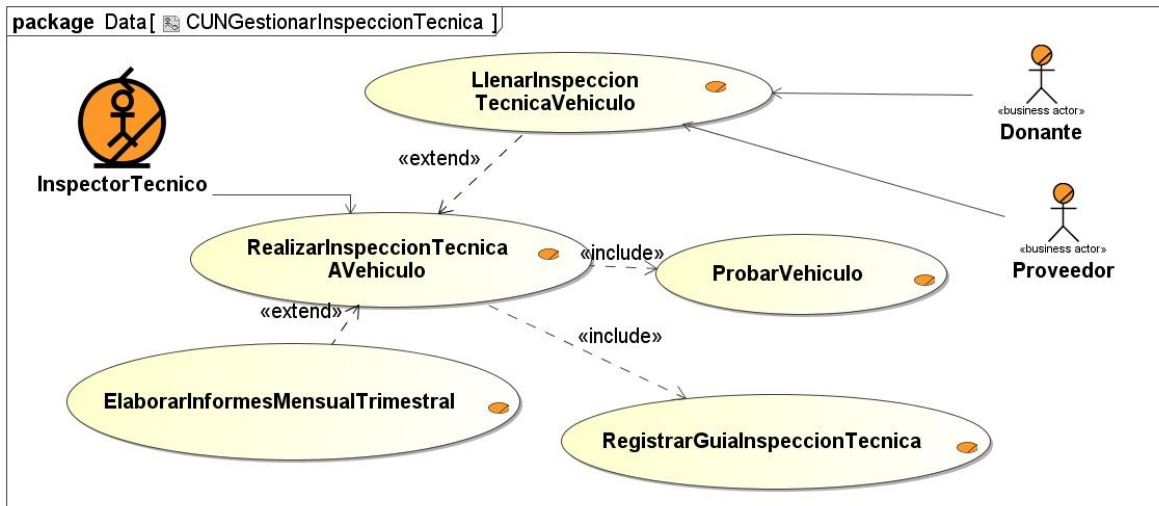 package Data[ CUNGestionarInspeccionTecnica ]
LlenarInspeccion
TecnicaVehiculo
«business actor»
Donante
InspectorTecnico
«extend»
«business actor»
Proveedor
RealizarInspeccionTecnica
AVehiculo
«include»
ProbarVehiculo
«extend»
«include»
ElaborarInformesMensualTrimestral
RegistrarGuiaInspeccionTecnica